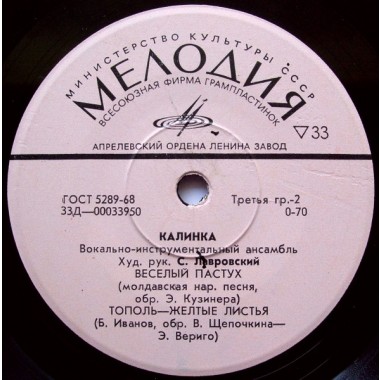 МИНИСТЕРСТВО КУЛЬТУРЫ СССР
МЕЛОДИЯ
ВСЕСОЮЗНАЯ ФИРМА ГРАМПЛАСТИНОК
▽33
АПРЕЛЕВСКИЙ ОРДЕНА ЛЕНИНА ЗАВОД
ГОСТ 5289-68
Третья гр.-2
33Д—00033950
0-70
КАЛИНКА
Вокально-инструментальный ансамбль
Худ. рук. С. Лавровский
ВЕСЕЛЫЙ ПАСТУХ
(молдавская нар. песня,
обр. Э. Кузинера)
ТОПОЛЬ—ЖЕЛТЫЕ ЛИСТЬЯ
(Б. Иванов, обр. В. Щепочкина—
Э. Вериго)